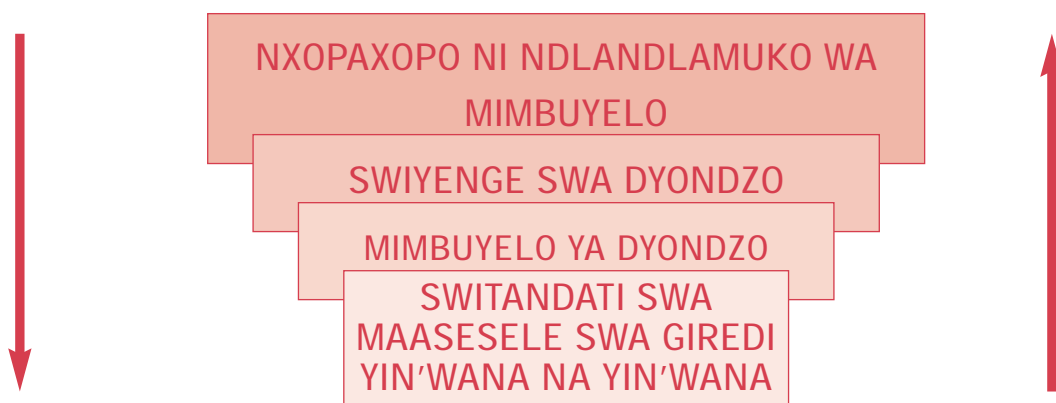 NXOPAXOPO NI NDLANDLAMUKO WA
MIMBUYELO
SWIYENGE SWA DYONDZO
MIMBUYELO YA DYONDZO
SWITANDATI SWA
MAASESELE SWA GIREDI
YIN'WANA NA YIN'WANA